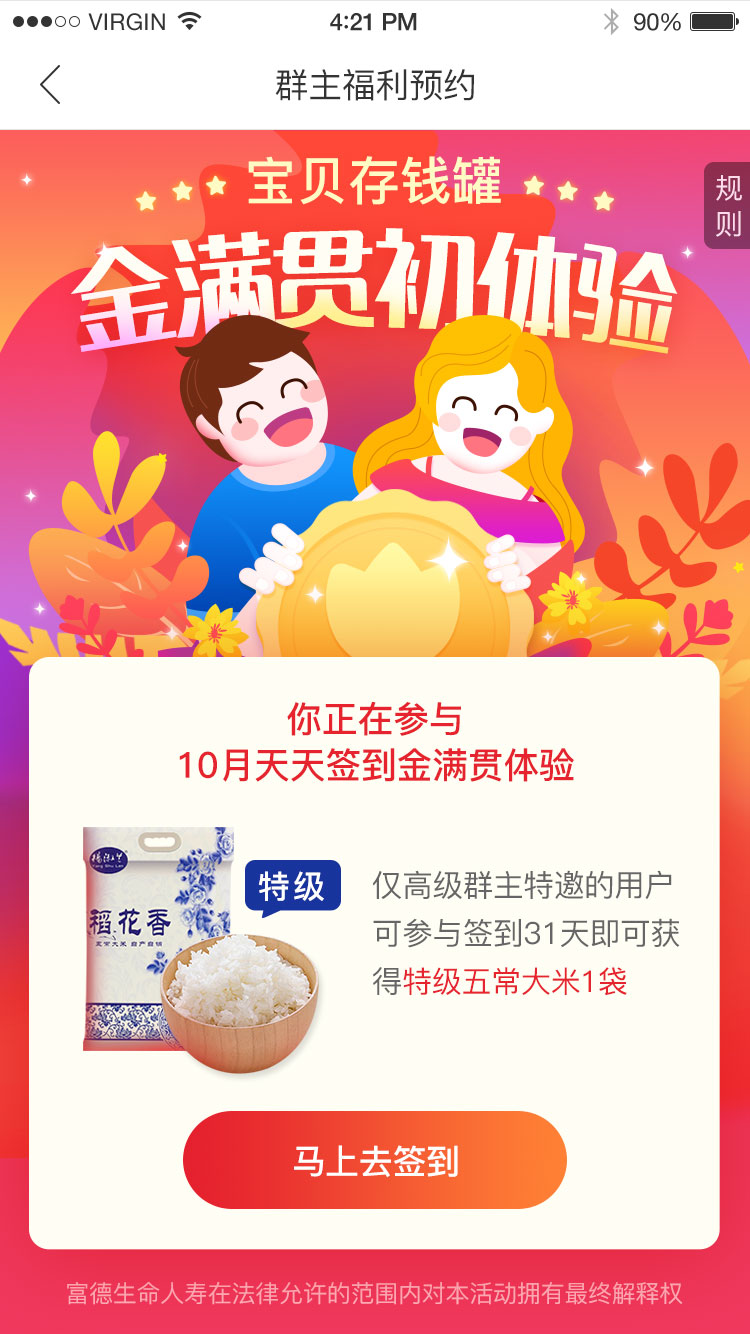 VIRGIN 4:21 PM 90%
群主福利预约
宝贝存钱罐
规则
金满贯初体验
你正在参与
10月天天签到金满贯体验
特级
稻花香
仅高级群主特邀的用户
可参与签到31天即可获
得特级五常大米1袋
马上去签到
富德生命人寿在法律允许的范围内对本活动拥有最终解释权